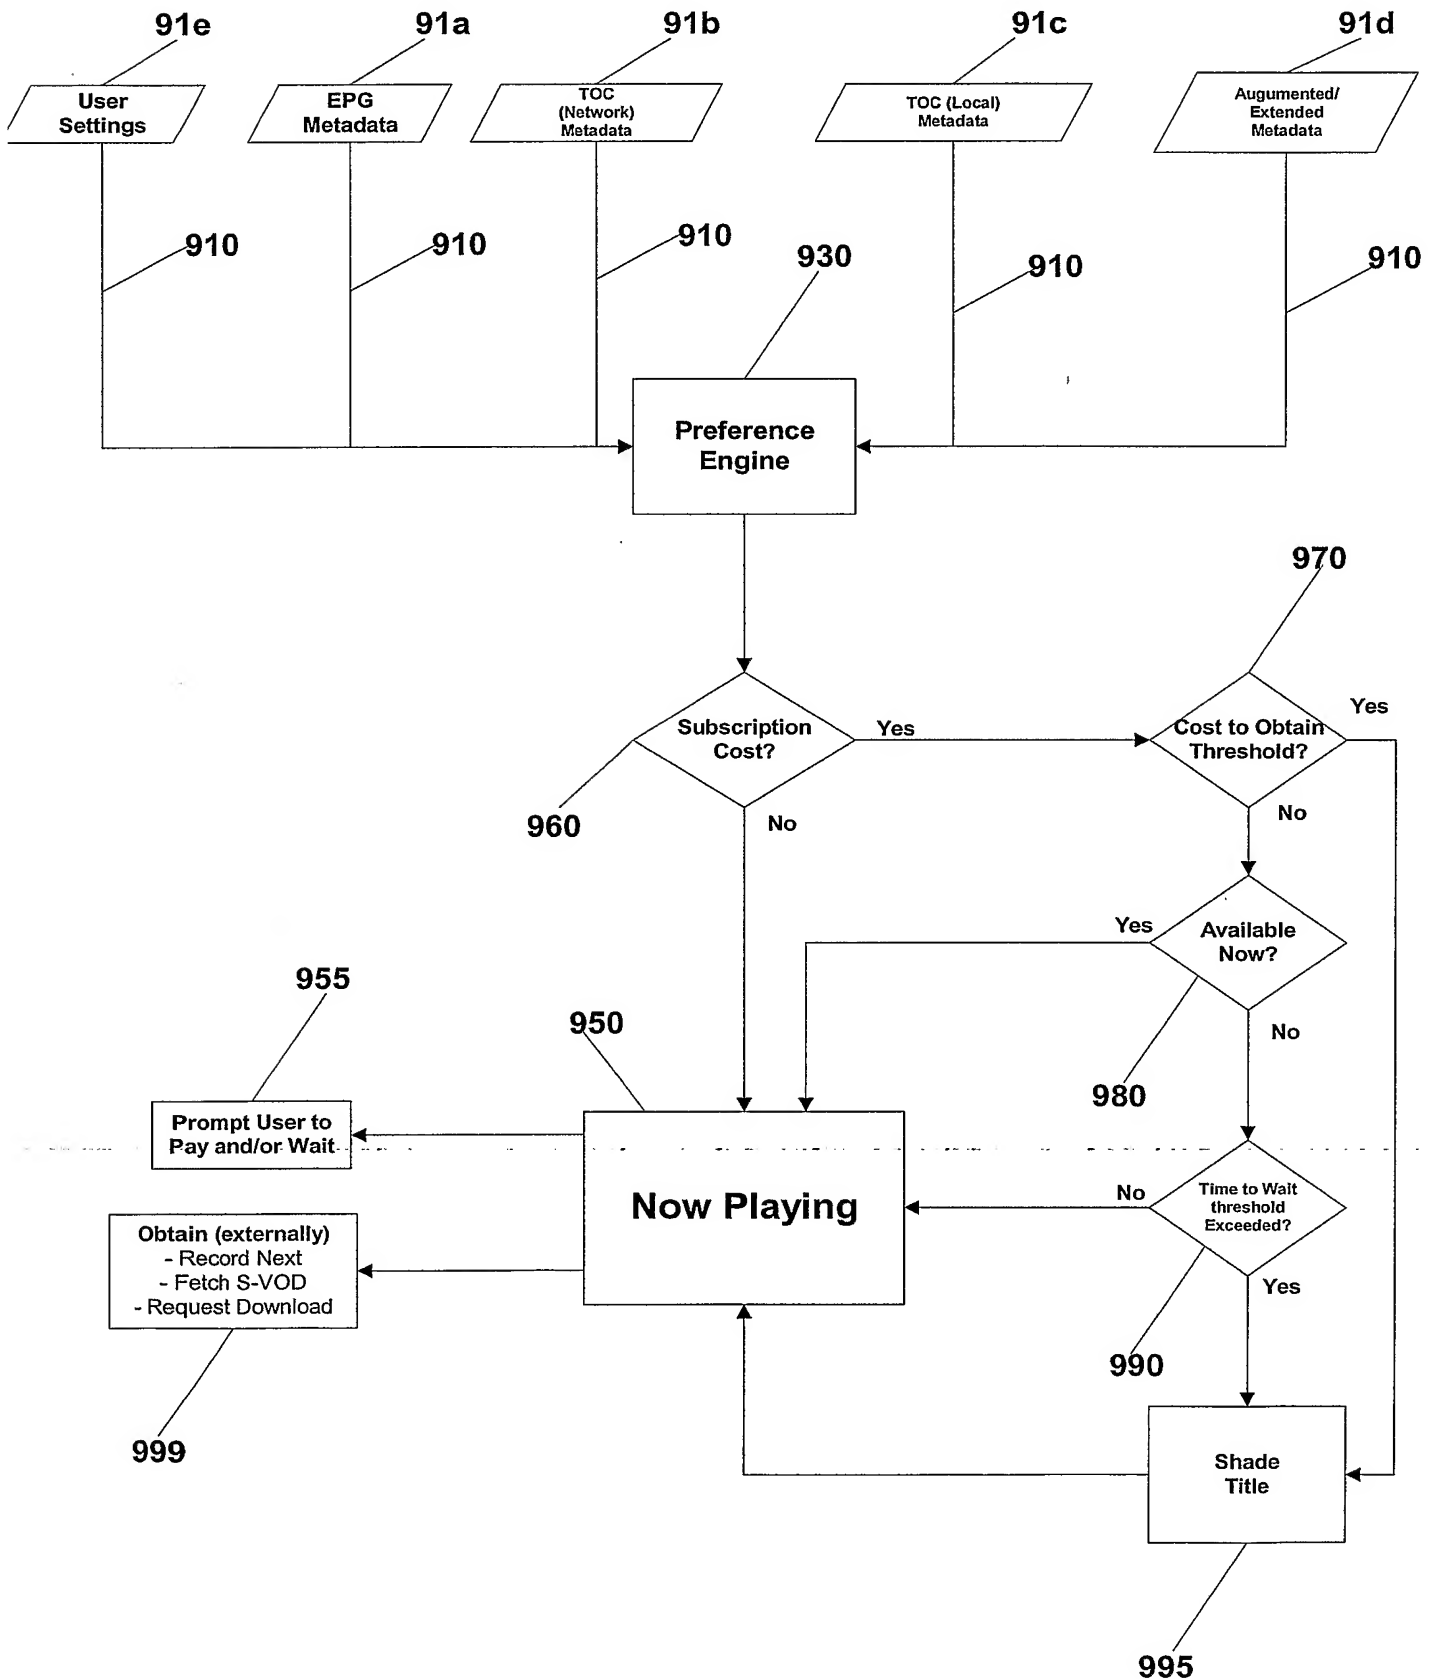 91e
91a
91b
91c
91d
User
Settings
EPG
Metadata
TOC
(Network)
Metadata
TOC (Local)
Metadata
Augumented/
Extended
Metadata
910
910
910
910
910
930
Preference
Engine
970
Subscription
Cost?
Yes
Cost to Obtain
Threshold?
Yes
960
No
No
Available
Now?
Yes
955
950
No
980
Prompt User to
Pay and/or Wait
Now Playing
No
Time to Wait
threshold
Exceeded?
Obtain (externally)
- Record Next
- Fetch S-VOD
- Request Download
Yes
990
999
Shade
Title
995